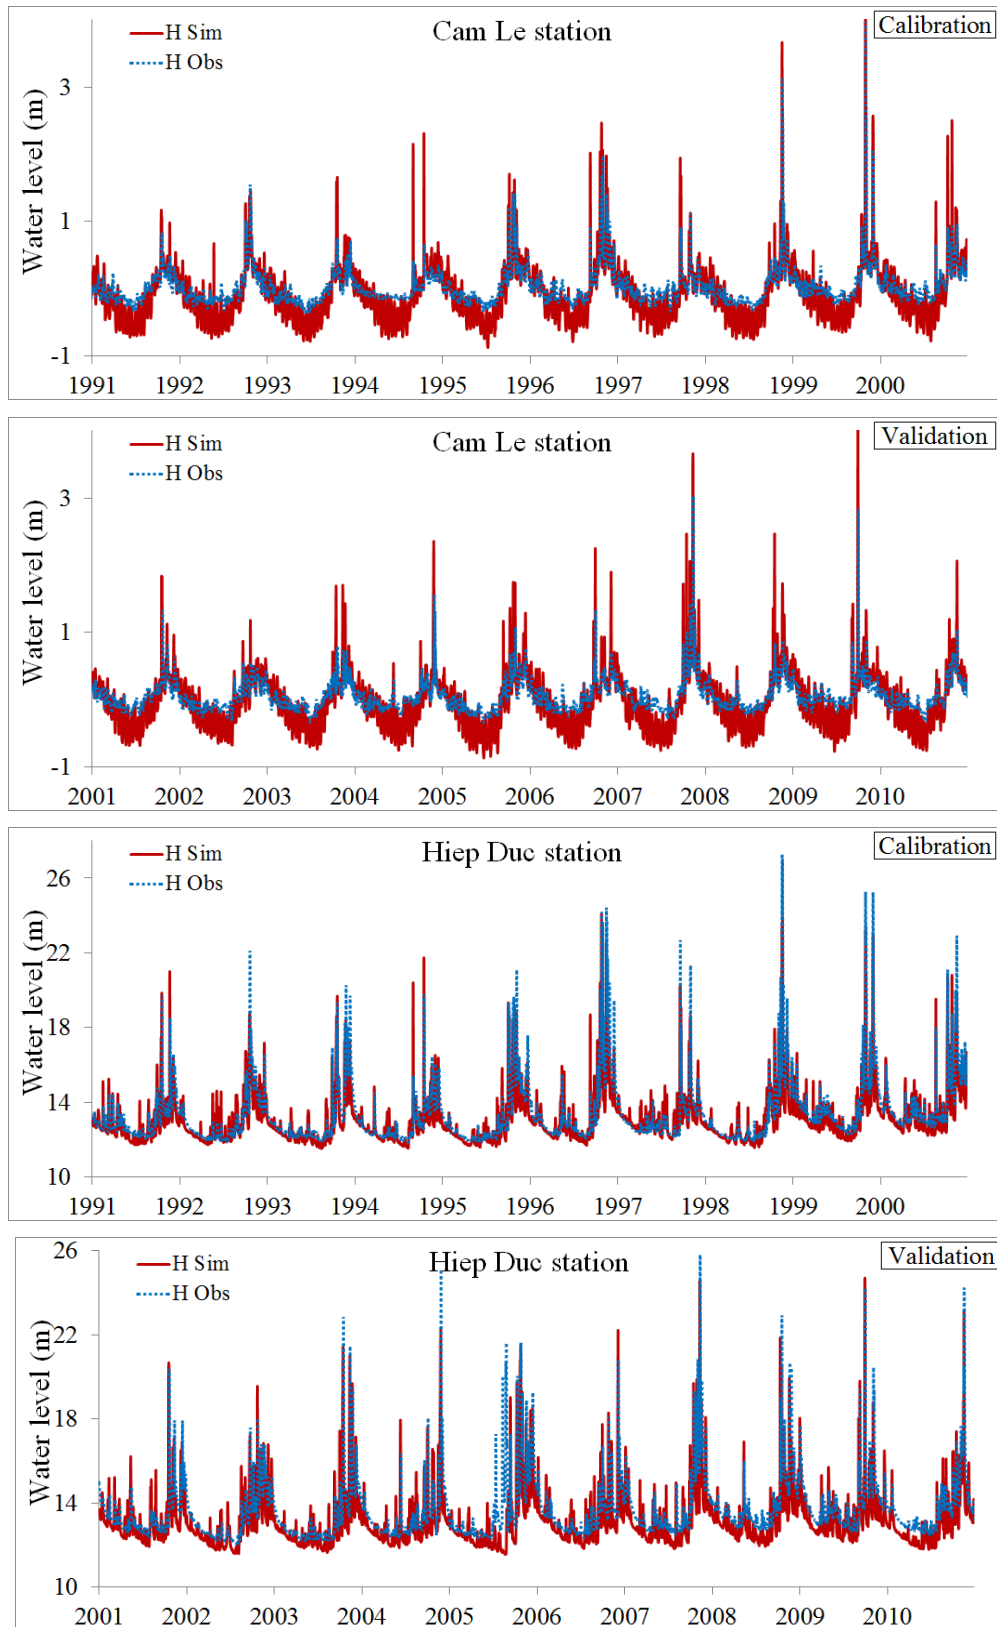 Cam Le station
Calibration
H Sim
H Obs
Water level (m)
3
1
-1
1991 1992 1993 1994 1995 1996 1997 1998 1999 2000
Cam Le station
Validation
H Sim
H Obs
Water level (m)
3
1
-1
2001 2002 2003 2004 2005 2006 2007 2008 2009 2010
Hiep Duc station
Calibration
H Sim
H Obs
Water level (m)
26
22
18
14
10
1991 1992 1993 1994 1995 1996 1997 1998 1999 2000
Hiep Duc station
Validation
H Sim
H Obs
Water level (m)
26
22
18
14
10
2001 2002 2003 2004 2005 2006 2007 2008 2009 2010